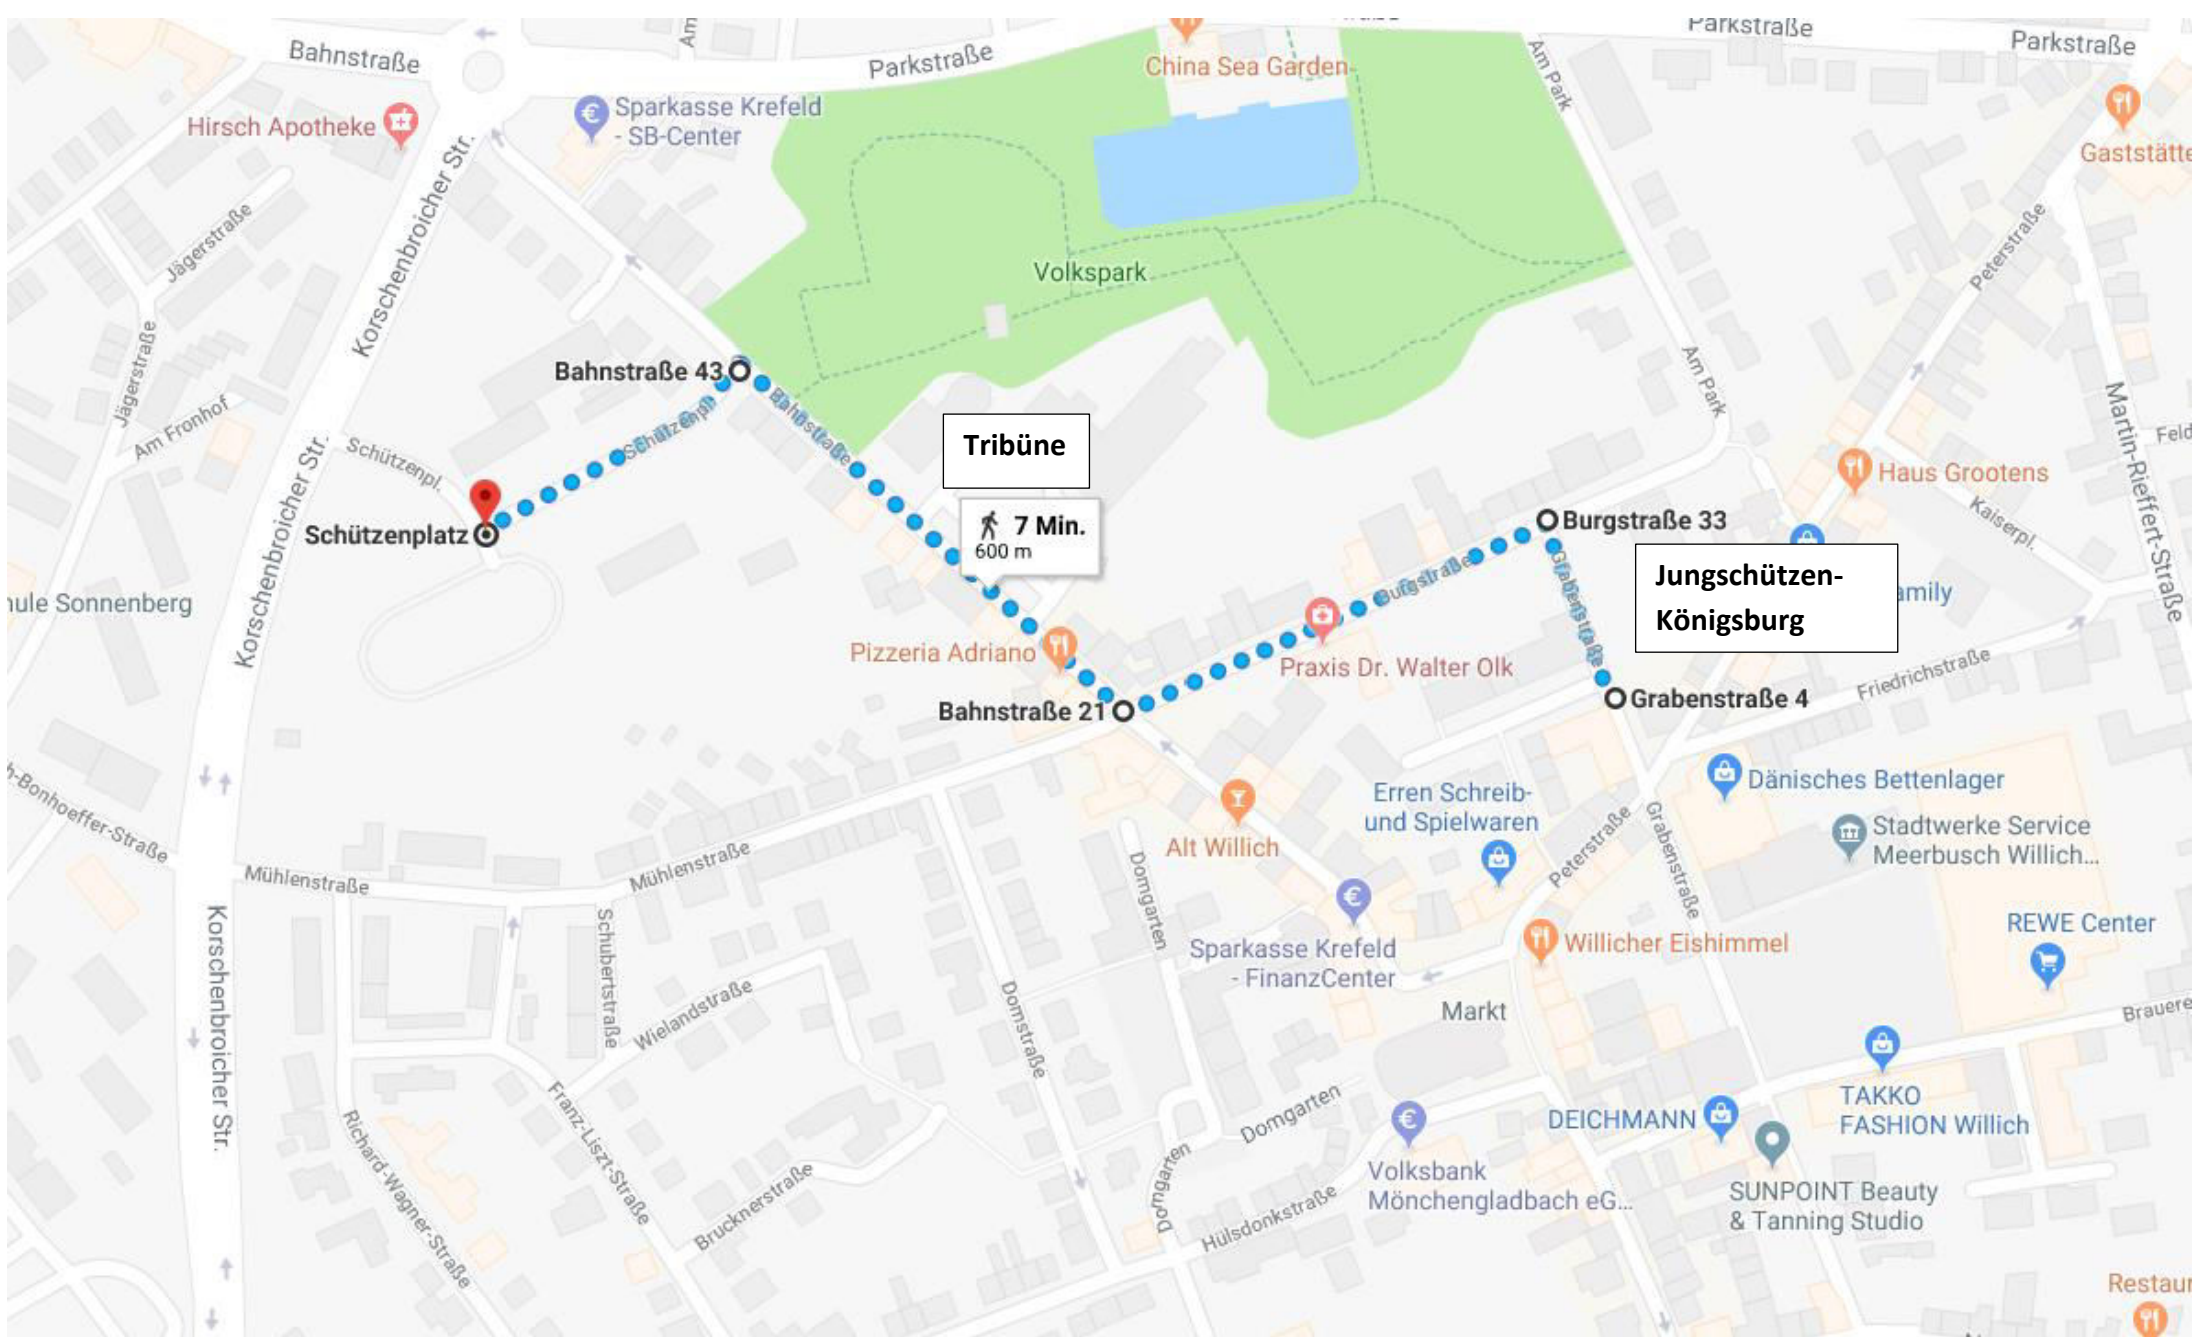 Bahnstraße
Am
Parkstraße
China Sea Garden
Parkstraße
Parkstraße
Am Park
Hirsch Apotheke
Sparkasse Krefeld
- SB-Center
Gaststätte
Korschenbroicher Str.
Jägerstraße
Peterstraße
Volkspark
Jägerstraße
Am Fronhof
Bahnstraße 43
Bahnstraße
Schützenpl.
Schützenpl.
Tribüne
Am Park
Martin-Rieffert-Straße
Feld
Haus Grootens
Kaiserpl.
Schützenplatz
Korschenbroicher Str.
7 Min.
600 m
Burgstraße 33
Burgstraße
Grabenstraße
Jungschützen-
Königsburg
amily
hule Sonnenberg
Pizzeria Adriano
Praxis Dr. Walter Olk
Friedrichstraße
Bahnstraße 21
Grabenstraße 4
h-Bonhoeffer-Straße
Erren Schreib-
und Spielwaren
Dänisches Bettenlager
Stadtwerke Service
Meerbusch Willich...
Alt Willich
Peterstraße
Grabenstraße
Mühlenstraße
Mühlenstraße
Domgarten
Korschenbroicher Str.
Schubertstraße
Wielandstraße
Domstraße
Sparkasse Krefeld
- FinanzCenter
Willicher Eishimmel
REWE Center
Markt
Brauere
Franz-Liszt-Straße
Richard-Wagner-Straße
Brucknerstraße
Domgarten
Domgarten
Hülsdonkstraße
Volksbank
Mönchengladbach eG...
DEICHMANN
TAKKO
FASHION Willich
SUNPOINT Beauty
& Tanning Studio
Restaur